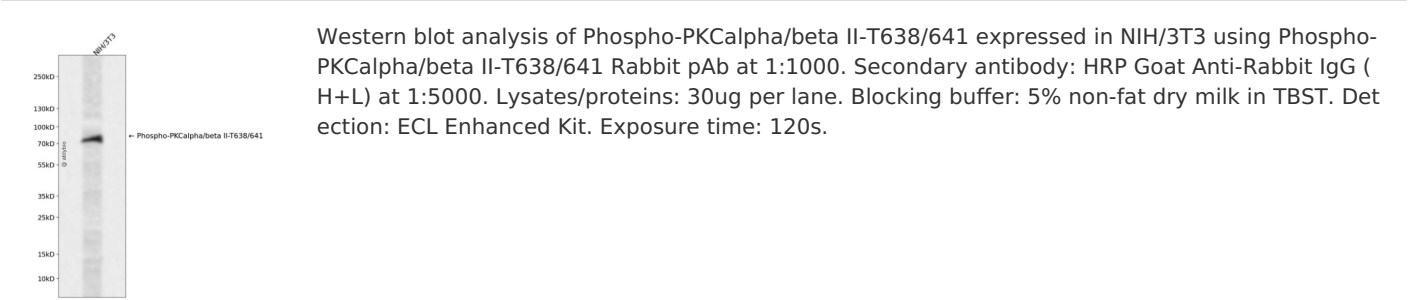 NIH/3T3
250kD
130kD
100kD
70kD
55kD
35kD
25kD
15kD
10kD
← Phospho-PKCalpha/beta II-T638/641
@ abbytec
Western blot analysis of Phospho-PKCalpha/beta II-T638/641 expressed in NIH/3T3 using Phospho-
PKCalpha/beta II-T638/641 Rabbit pAb at 1:1000. Secondary antibody: HRP Goat Anti-Rabbit IgG (
H+L) at 1:5000. Lysates/proteins: 30ug per lane. Blocking buffer: 5% non-fat dry milk in TBST. Det
ection: ECL Enhanced Kit. Exposure time: 120s.